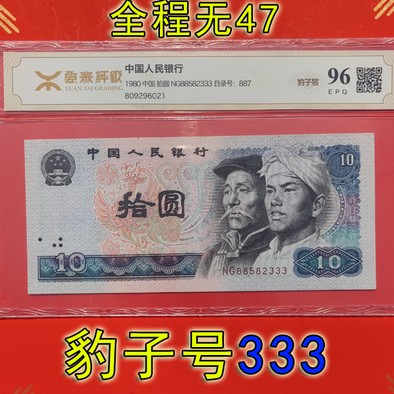 全程无47
源泰评级
YUAN TAI GRADING
中国人民银行
1980 中国 拾圆 NG88582333 目录号：887
809296021
豹子号
96
EPQ
中国人民银行
10
拾圆
10
NG88582333
10
豹子号333